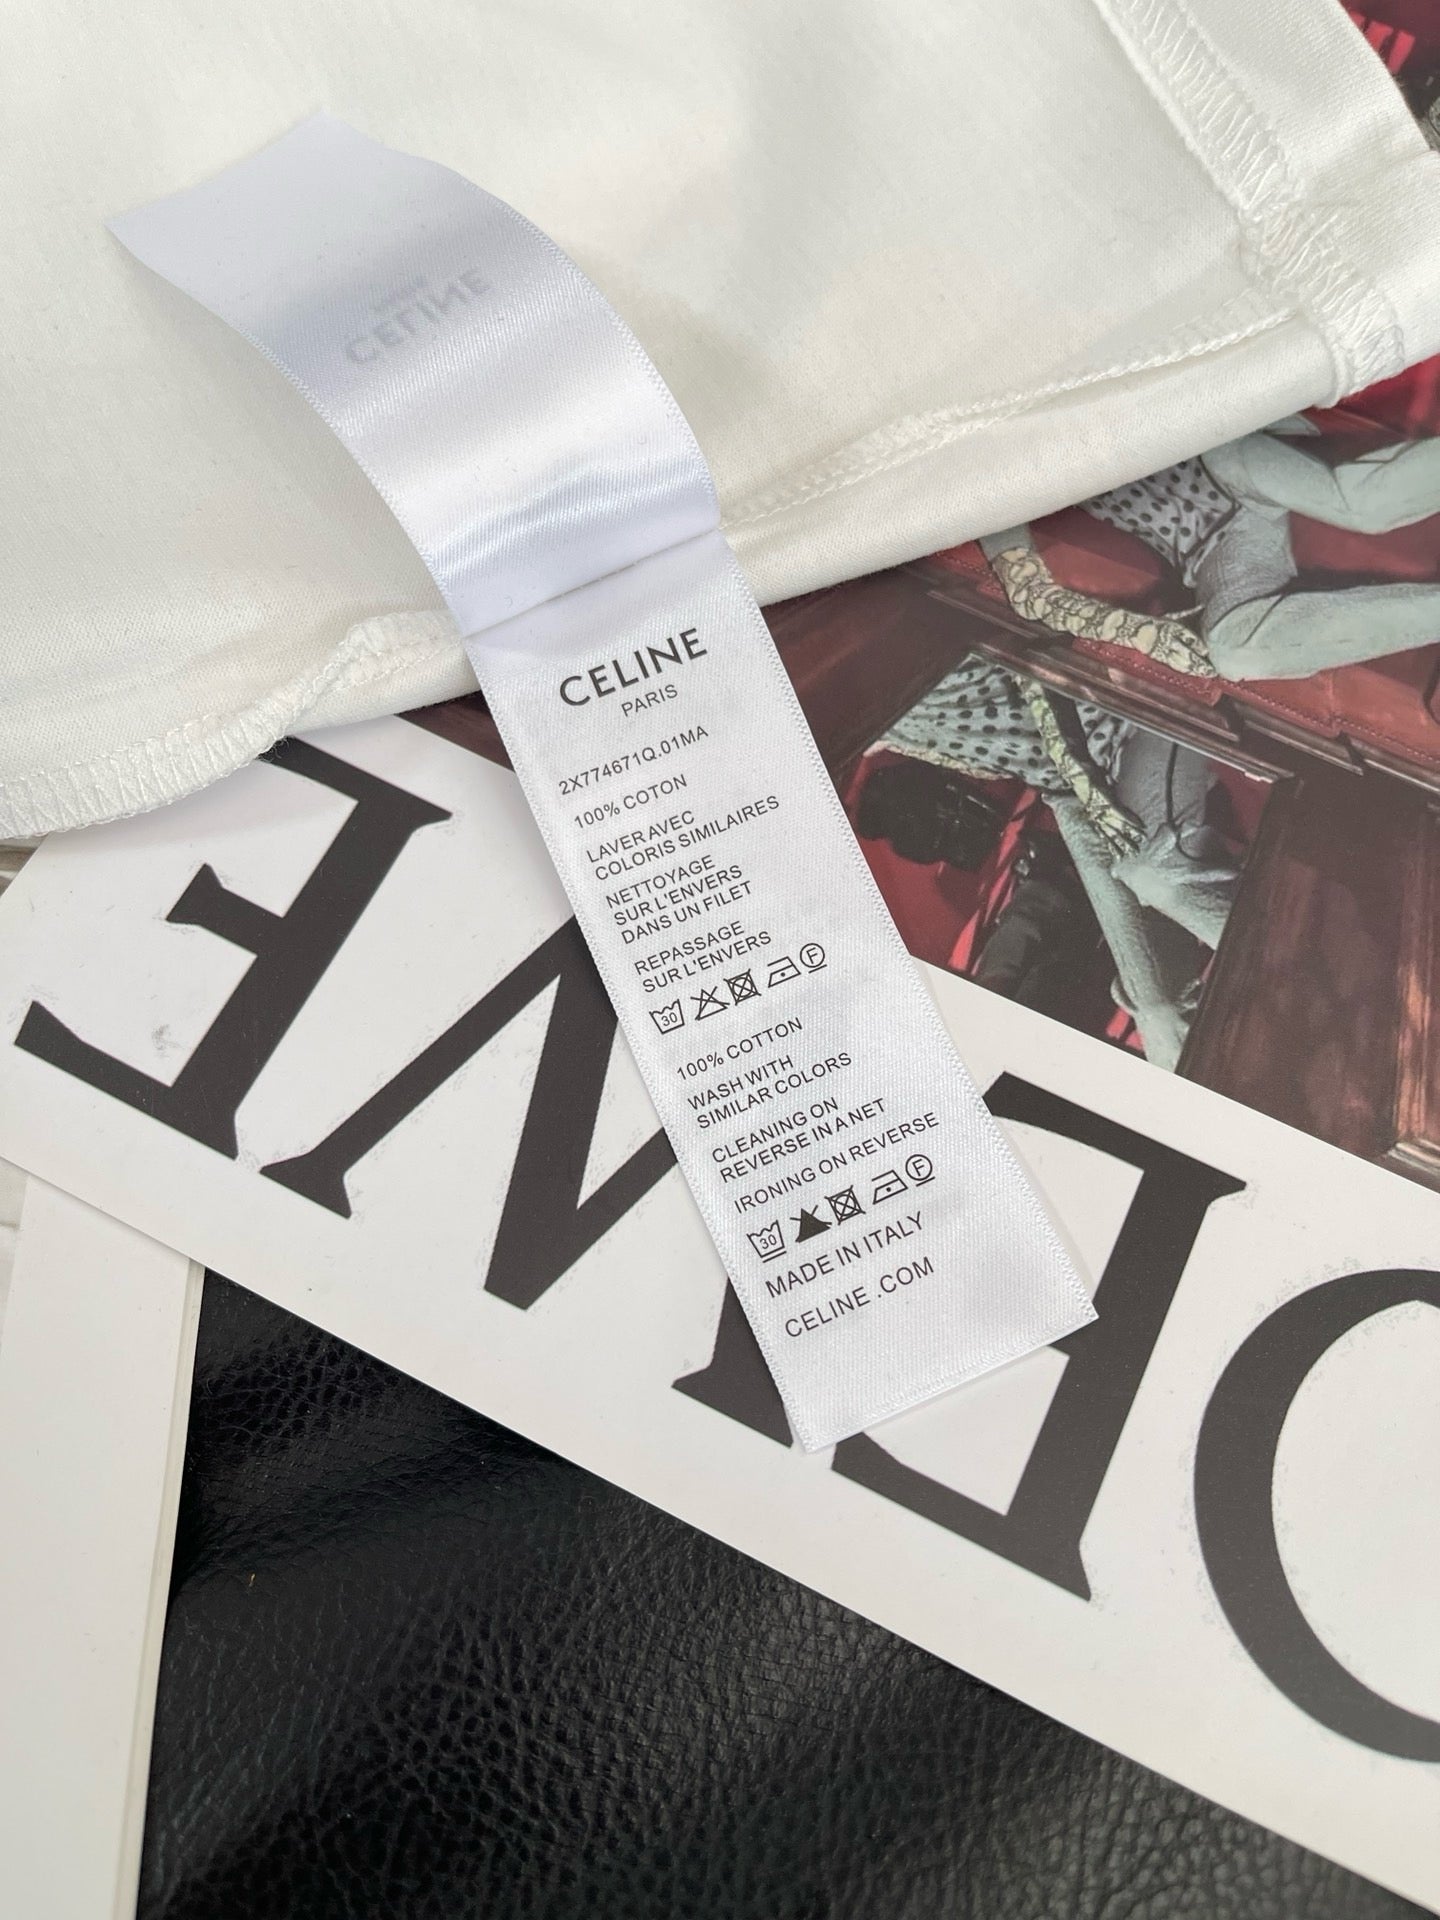 CELINE
CELINE
PARIS
2X774671Q.01MA
100% COTON
LAVER AVEC
COLORIS SIMILAIRES
NETTOYAGE
SUR L'ENVERS
DANS UN FILET
REPASSAGE
SUR L'ENVERS
30 F
100% COTTON
WASH WITH
SIMILAR COLORS
CLEANING ON
REVERSE IN A NET
IRONING ON REVERSE
30 F
MADE IN ITALY
CELINE .COM